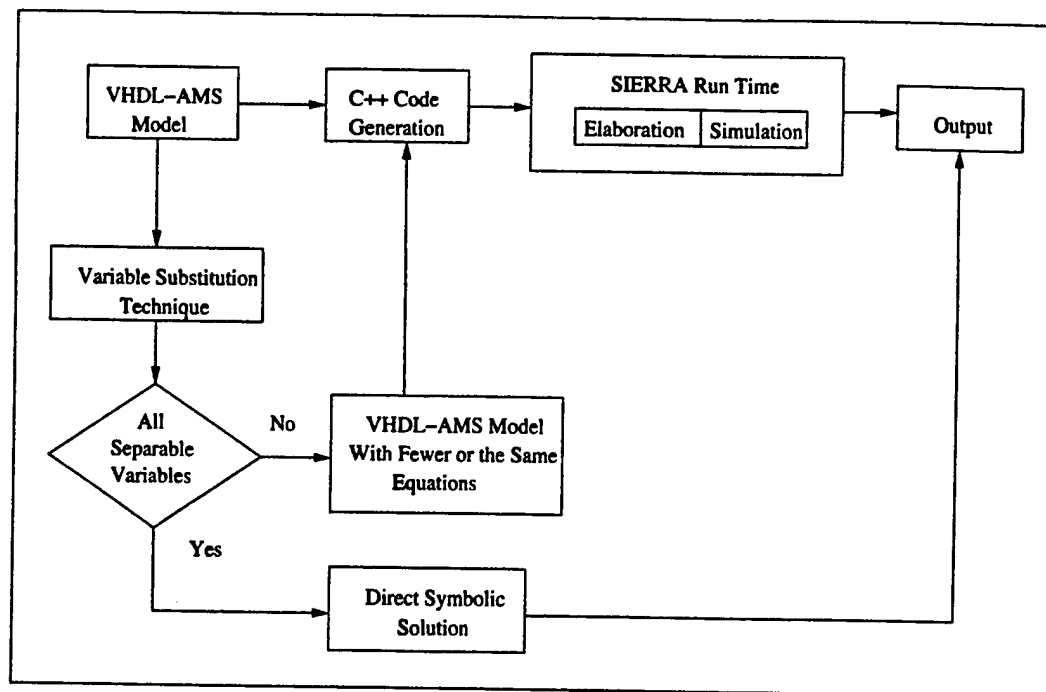 VHDL-AMS
Model
C++ Code
Generation
SIERRA Run Time
Elaboration
Simulation
Output
Variable Substitution
Technique
All
Separable
Variables
No
VHDL-AMS Model
With Fewer or the Same
Equations
Yes
Direct Symbolic
Solution